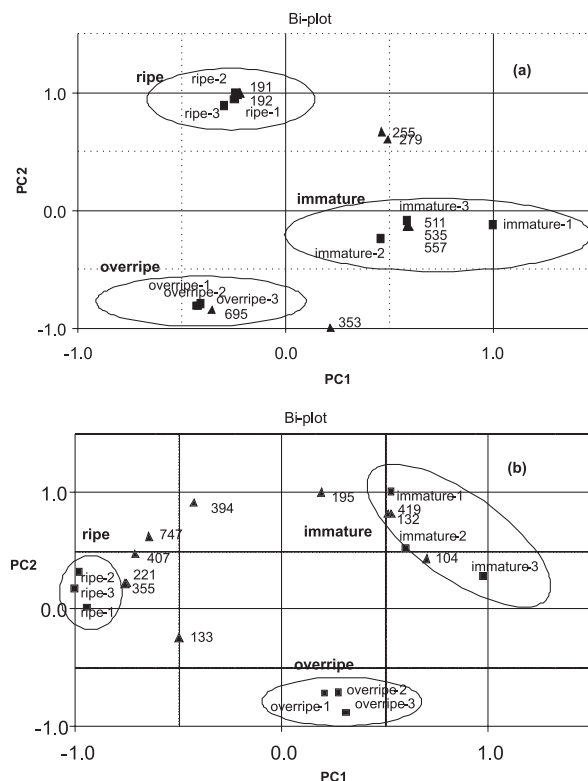 Bi-plot
(a)
ripe
ripe-2
191
192
ripe-3
ripe-1
255
279
1.0
PC2
0.0
immature
immature-3
511
immature-1
535
immature-2
557
overripe
overripe-1
overripe-2
overripe-3
695
353
-1.0
-1.0 0.0 1.0
PC1
Bi-plot
(b)
1.0
394
195
immature-1
419
132
immature
immature-2
ripe
747
407
104
immature-3
PC2
ripe-2
221
ripe-3
355
0.0
ripe-1
133
overripe
overripe-2
overripe-1
overripe-3
-1.0
-1.0 0.0 1.0
PC1